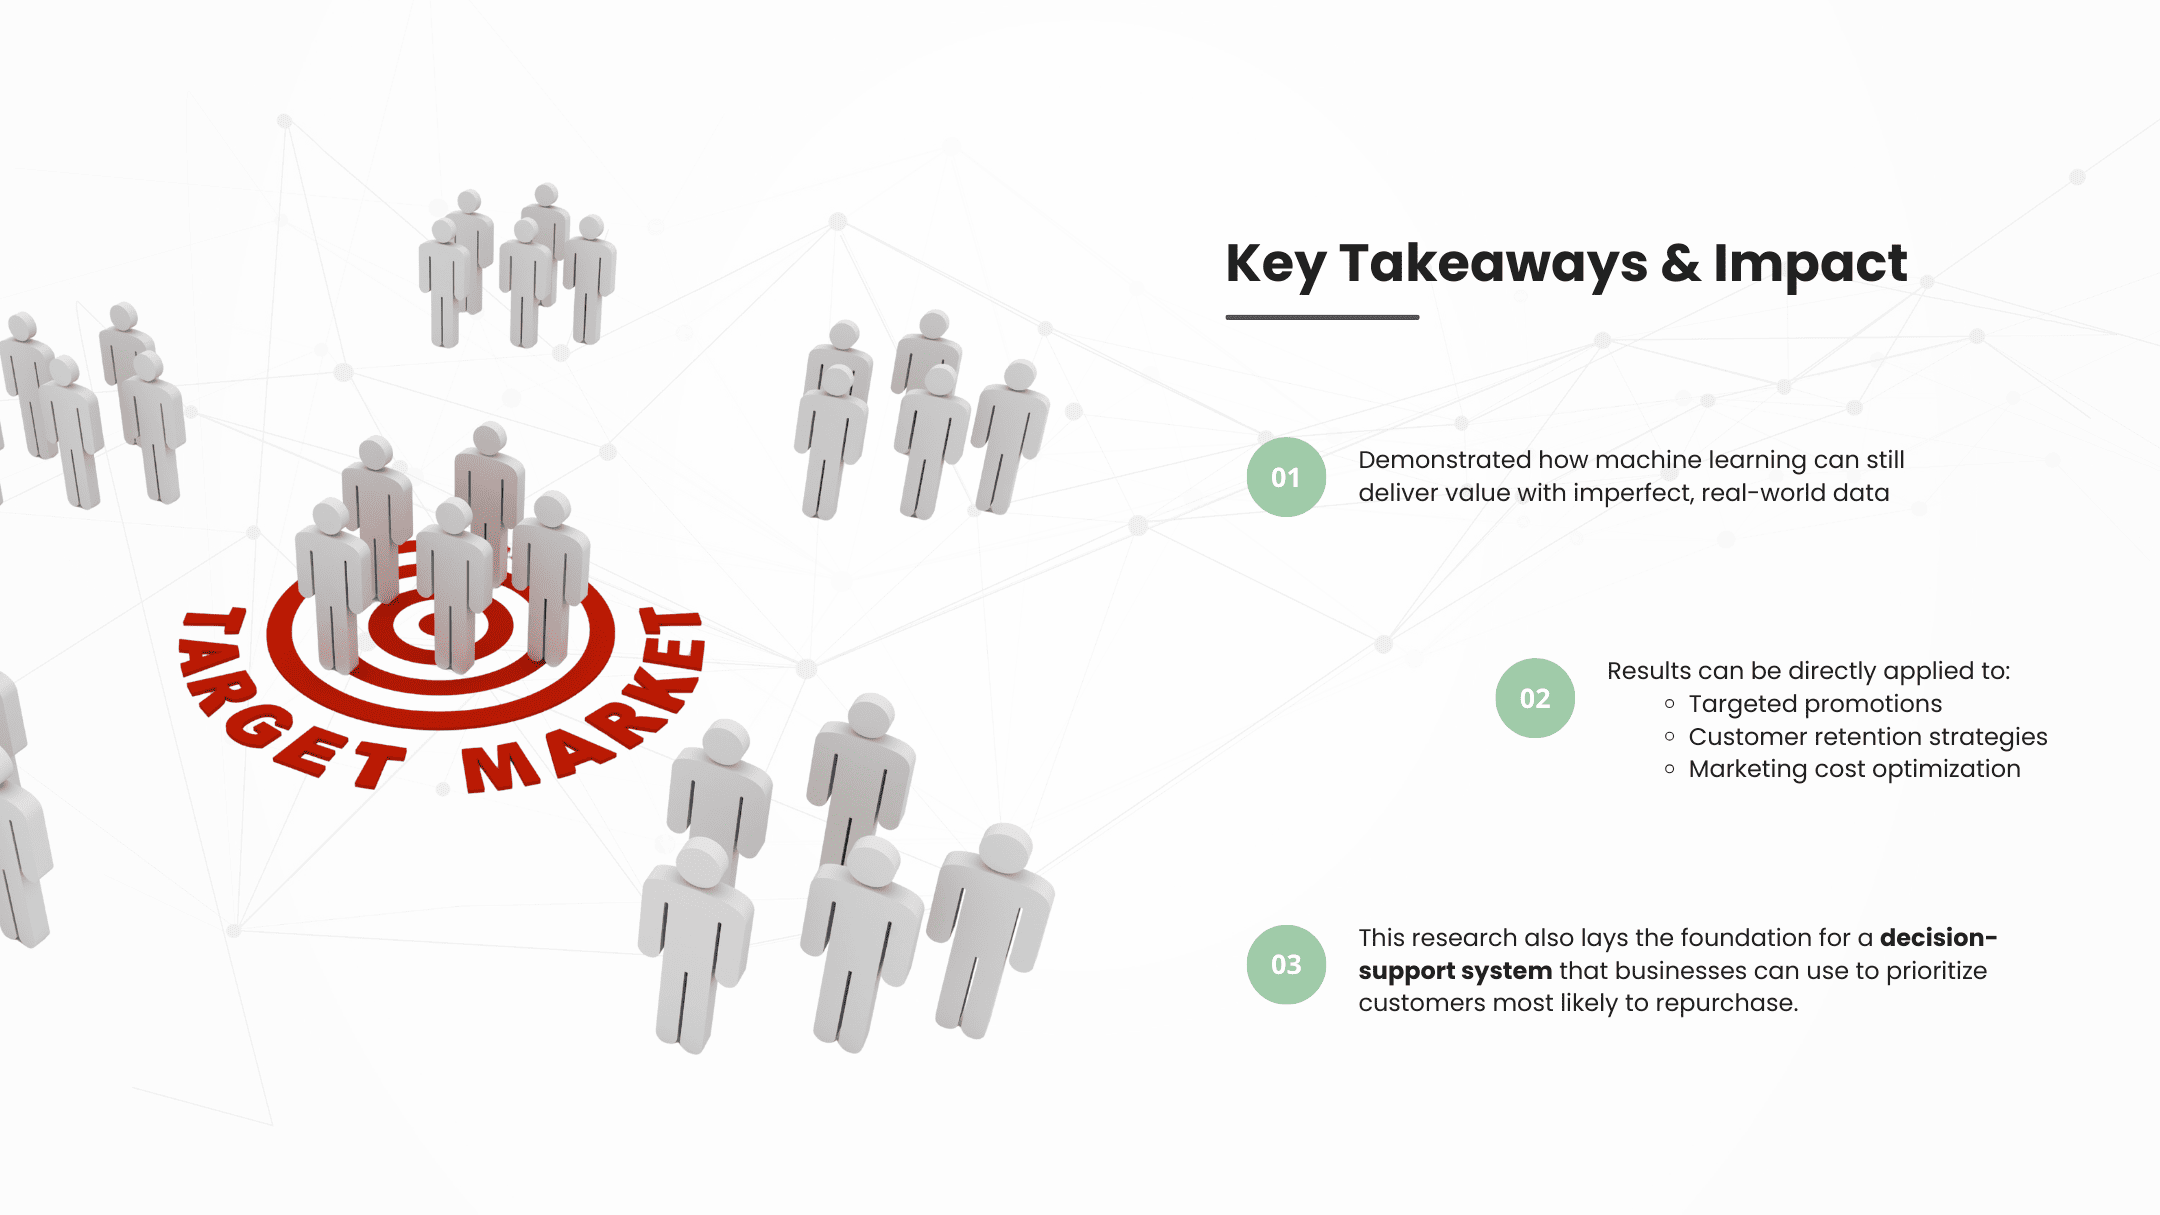 Key Takeaways & Impact
TARGET MARKET
01
Demonstrated how machine learning can still
deliver value with imperfect, real-world data
02
Results can be directly applied to:
Targeted promotions
Customer retention strategies
Marketing cost optimization
03
This research also lays the foundation for a decision-
support system that businesses can use to prioritize
customers most likely to repurchase.